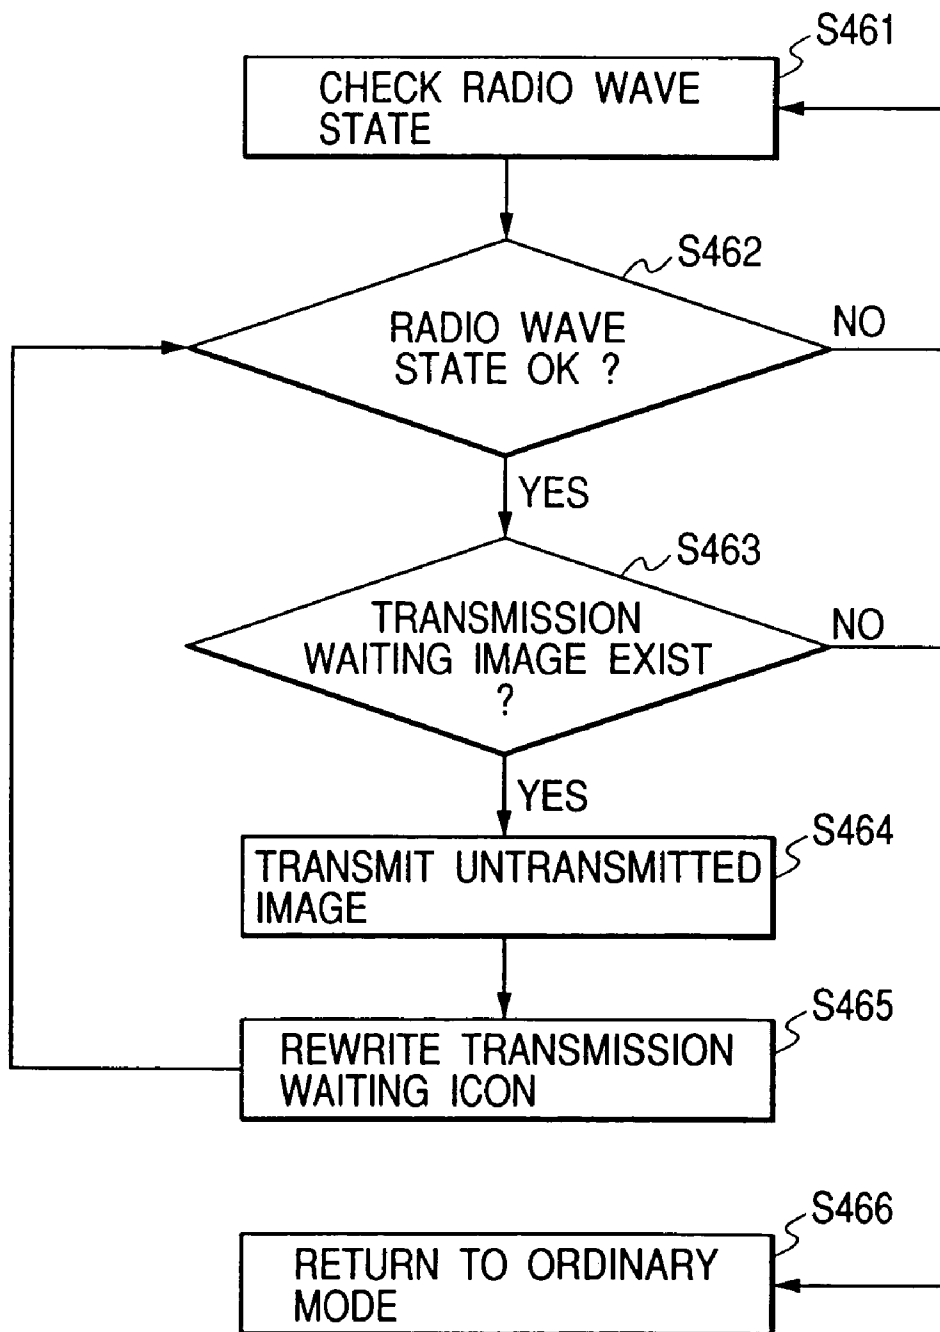 S461
CHECK RADIO WAVE
STATE
S462
RADIO WAVE
STATE OK ?
NO
YES
S463
TRANSMISSION
WAITING IMAGE EXIST
?
NO
YES
S464
TRANSMIT UNTRANSMITTED
IMAGE
S465
REWRITE TRANSMISSION
WAITING ICON
S466
RETURN TO ORDINARY
MODE